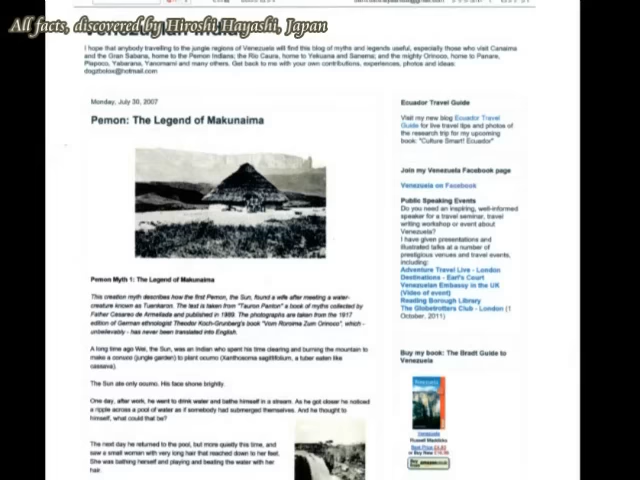 All facts, discovered by Hiroshi Hayashi, Japan
I hope that anybody travelling to the jungle regions of Venezuela will find this blog of myths and legends useful, especially those who visit Canaima
and the Gran Sabana, home to the Pemon Indians; the Rio Caura, home to Yekuana and Sanema; and the mighty Orinoco, home to Panare,
Piapoco, Yabarana, Yanomami and many others. Get back to me with your own contributions, experiences, photos and ideas:
Monday, July 30, 2007
Pemon: The Legend of Makunaima
Pemon Myth 1: The Legend of Makunaima
This creation myth describes how the first Pemon, the Sun, found a wife after meeting a water-
creature known as Tuenkaron. The text is taken from "Tauron Panton" a book of myths collected by
Father Cesareo de Armellada and published in 1989. The photographs are taken from the 1917
edition of German ethnologist Theodor Koch-Grunberg's book "Vom Roroima Zum Orinoco", which -
unbelievably - has never been translated into English.
A long time ago Wei, the Sun, was an Indian who spent his time clearing and burning the mountain to
make a conuco (jungle garden) to plant ocumo (Xanthosoma sagittifolium, a tuber eaten like
cassava).
The Sun ate only ocumo. His face shone brightly.
One day, after work, he went to drink water and bathe himself in a stream. As he got closer he noticed
a ripple across a pool of water as if somebody had submerged themselves. And he thought to
himself, what could that be?
The next day he returned to the pool, but more quietly this time, and
saw a small woman with very long hair that reached down to her feet.
She was bathing herself and playing and beating the water with her
hair.
Ecuador Travel Guide
Visit my new blog Ecuador Travel
Guide for live travel tips and photos of
the research trip for my upcoming
book: "Culture Smart! Ecuador"
Join my Venezuela Facebook page
Venezuela on Facebook
Public Speaking Events
Do you need an inspiring, well-informed
speaker for a travel seminar, travel
writing workshop or event about
Venezuela?
I have given presentations and
illustrated talks at a number of
prestigious venues and travel events,
including:
Adventure Travel Live - London
Destinations - Earl's Court
Venezuelan Embassy in the UK
(Video of event)
Reading Borough Library
The Globetrotters Club - London (1
October, 2011)
Buy my book: The Bradt Guide to
Venezuela
Venezuela
Russell Maddicks